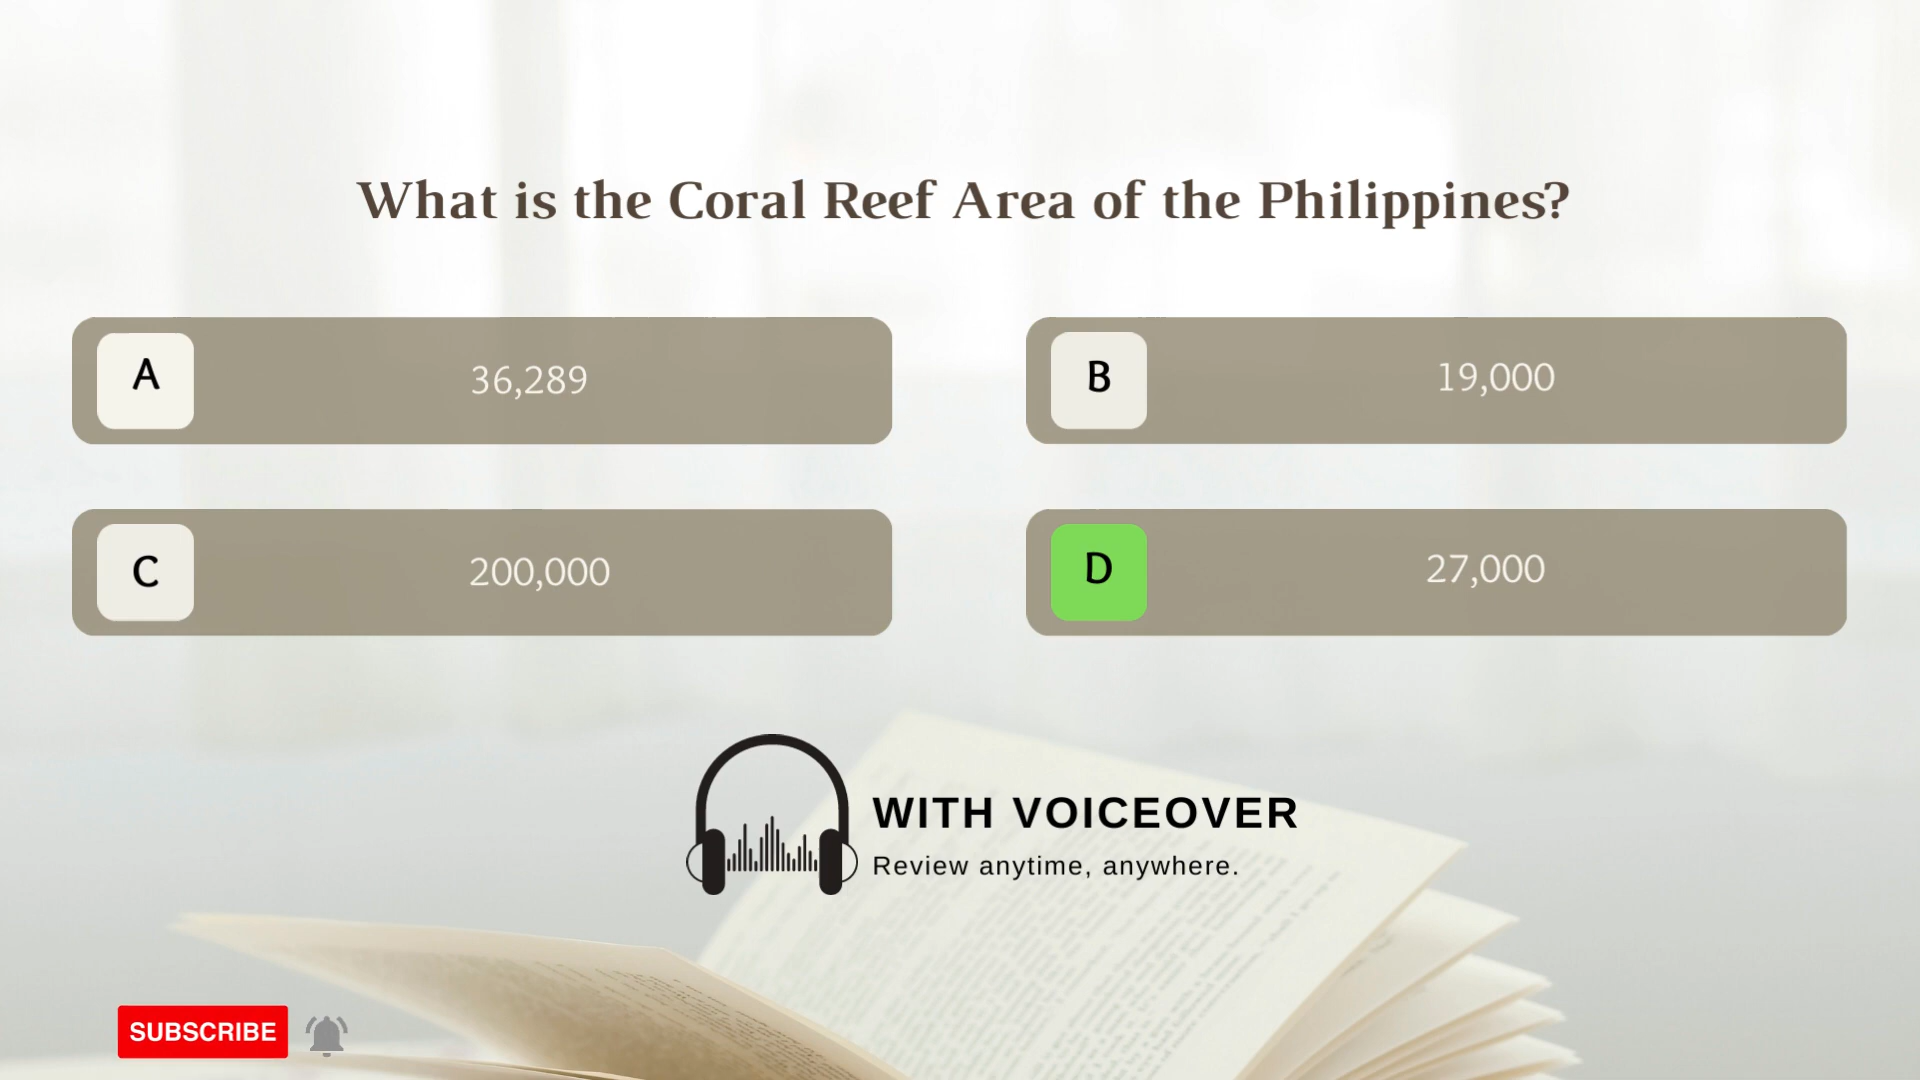 What is the Coral Reef Area of the Philippines?
A
36,289
B
19,000
C
200,000
D
27,000
WITH VOICEOVER
Review anytime, anywhere.
SUBSCRIBE